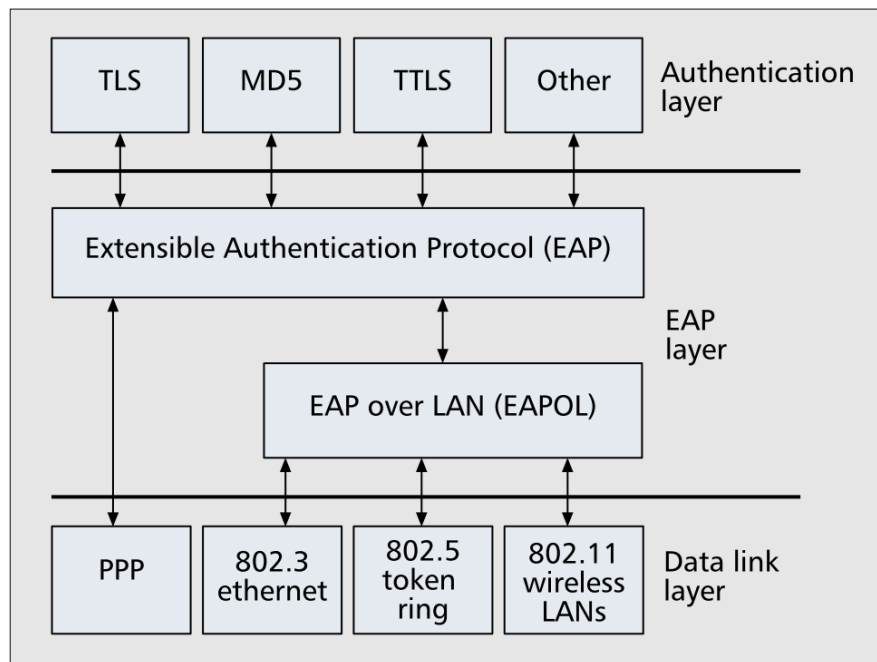 TLS
MD5
TTLS
Other
Authentication
layer
Extensible Authentication Protocol (EAP)
EAP
layer
EAP over LAN (EAPOL)
PPP
802.3
ethernet
802.5
token
ring
802.11
wireless
LANs
Data link
layer